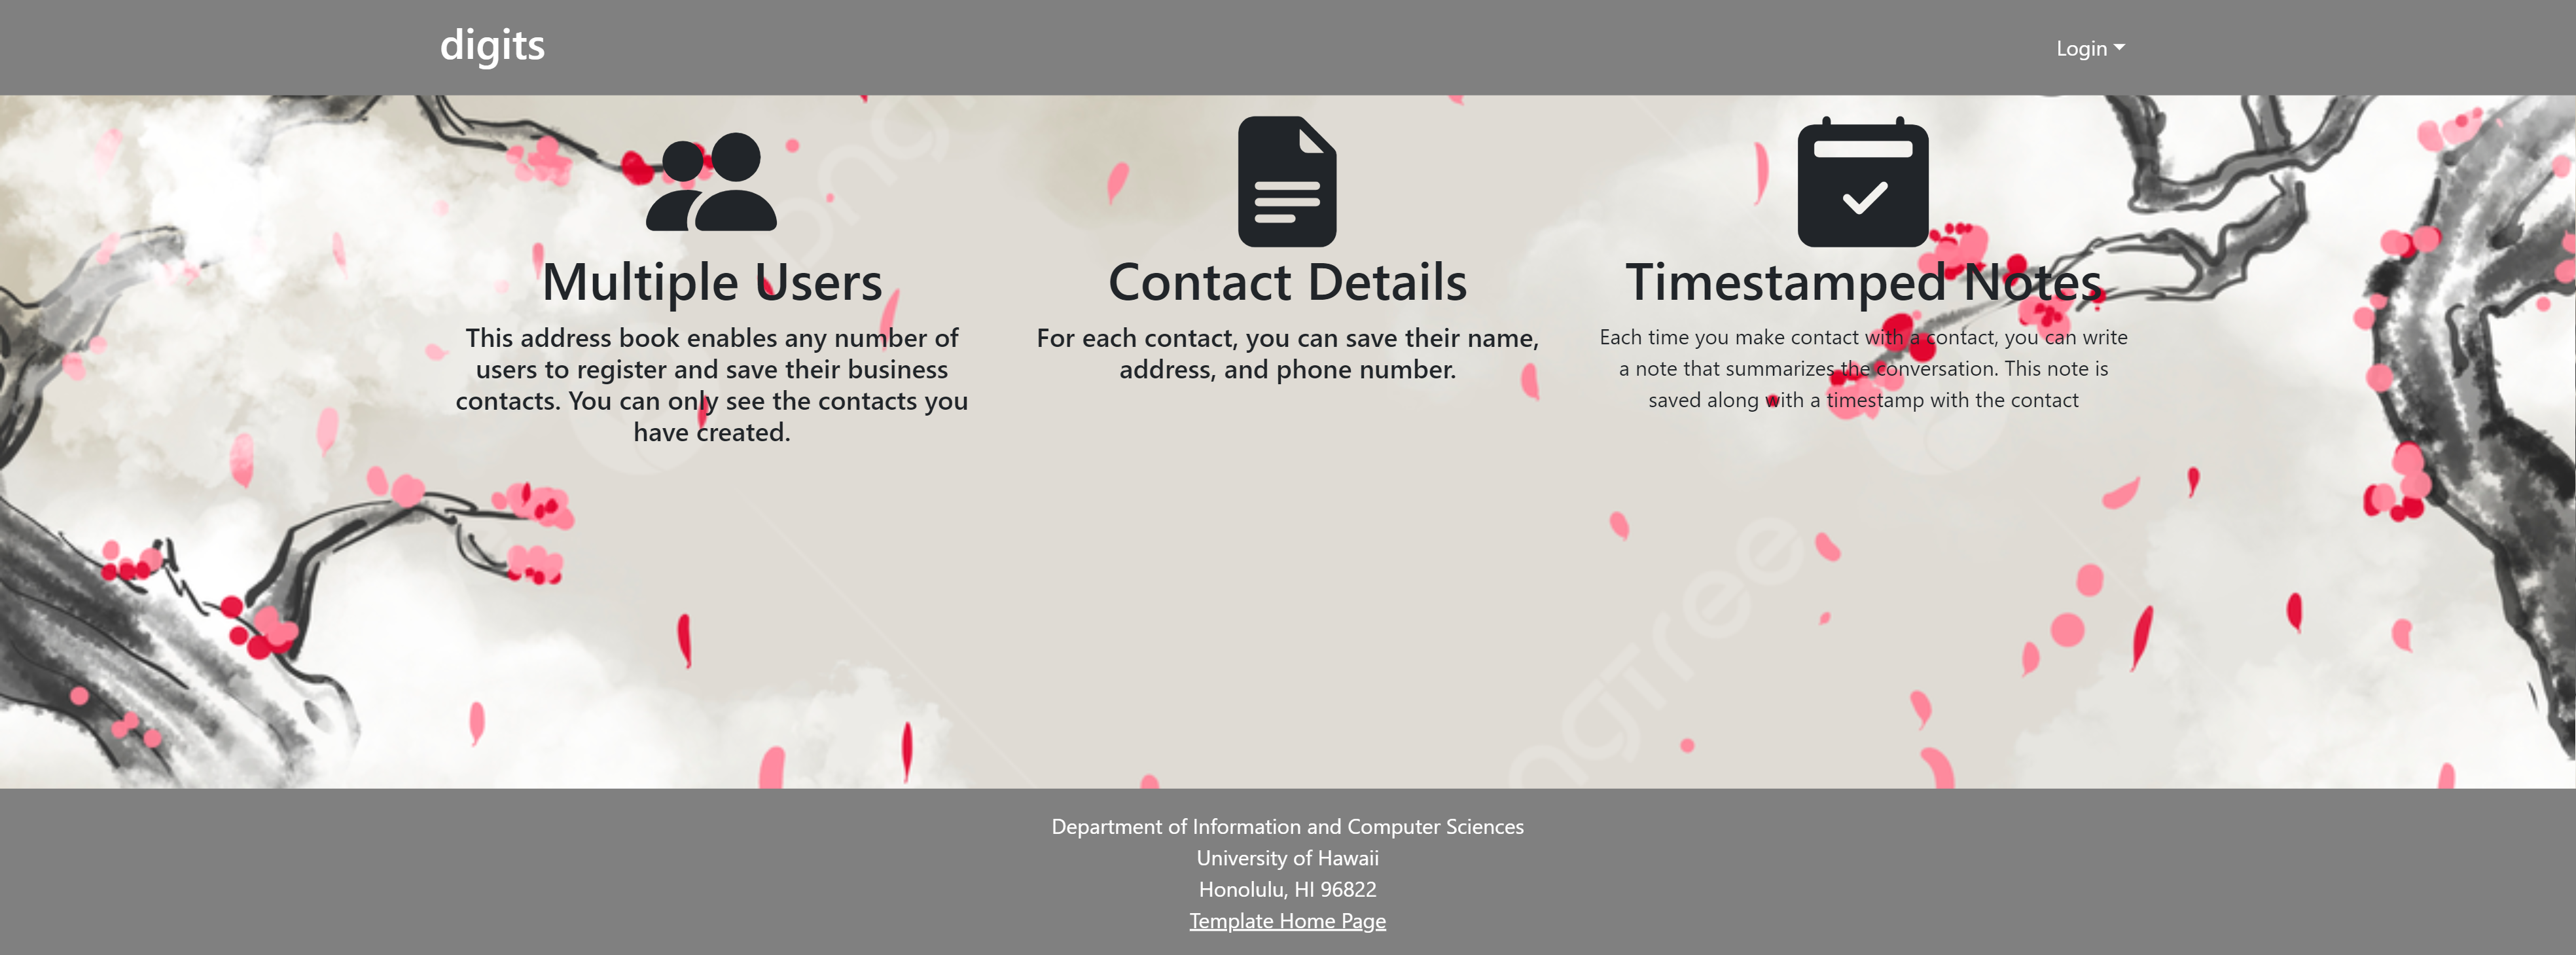 digits
Login
Multiple Users
This address book enables any number of
users to register and save their business
contacts. You can only see the contacts you
have created.
Contact Details
For each contact, you can save their name,
address, and phone number.
Timestamped Notes
Each time you make contact with a contact, you can write
a note that summarizes the conversation. This note is
saved along with a timestamp with the contact
Department of Information and Computer Sciences
University of Hawaii
Honolulu, HI 96822
Template Home Page